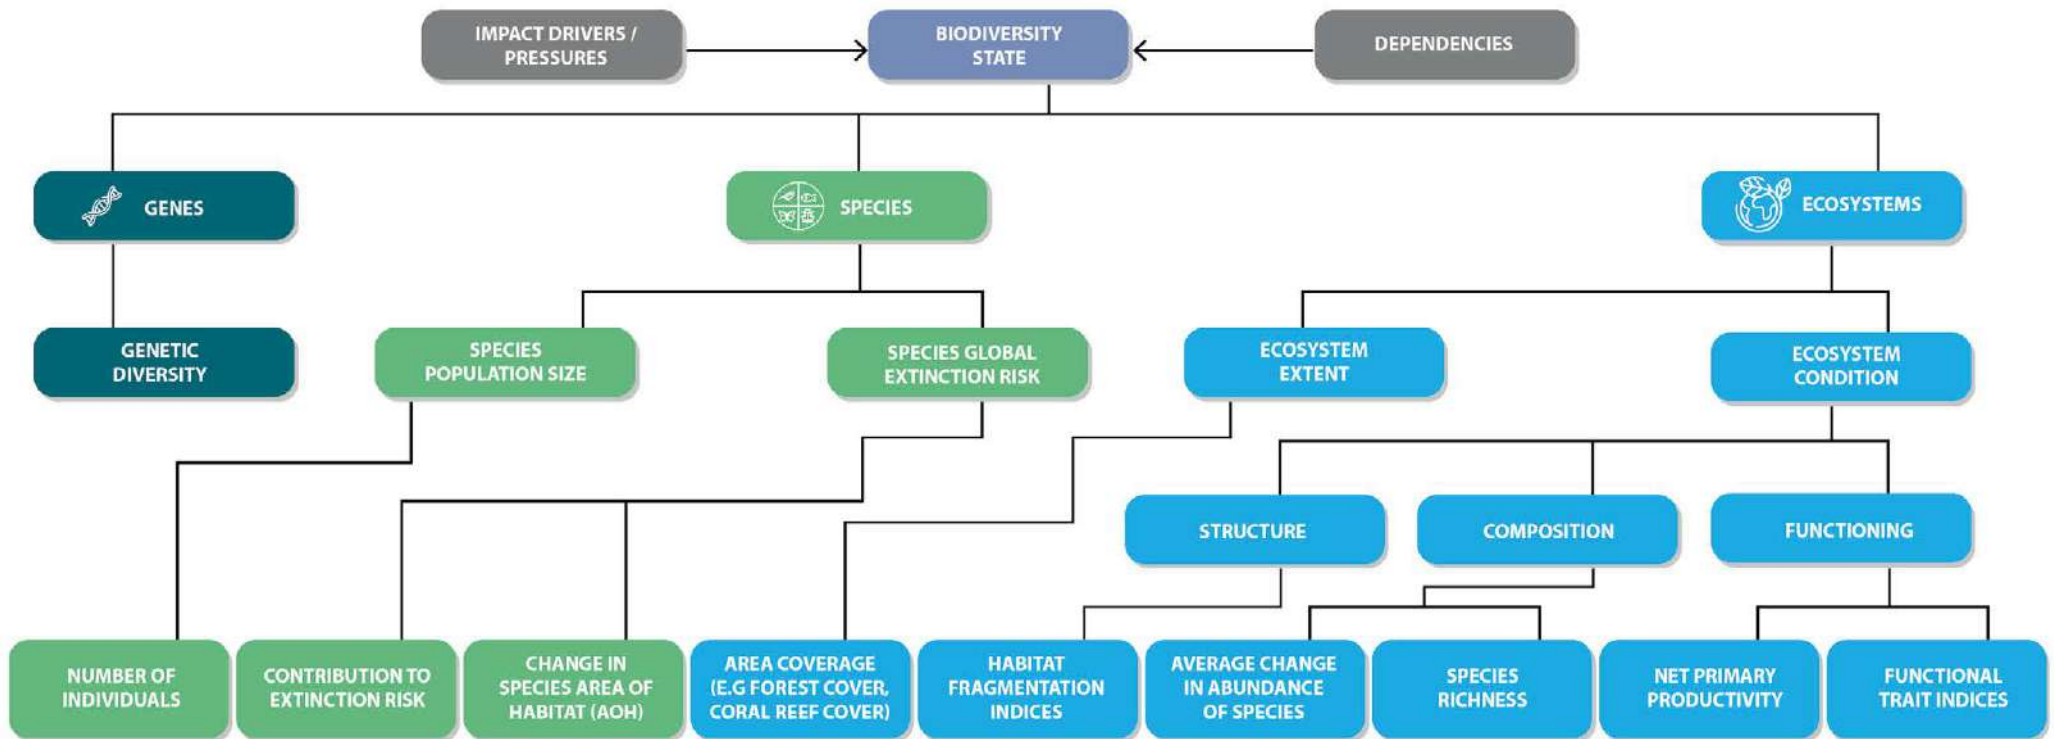 IMPACT DRIVERS /
PRESSURES
BIODIVERSITY
STATE
DEPENDENCIES
GENES
SPECIES
ECOSYSTEMS
GENETIC
DIVERSITY
SPECIES
POPULATION SIZE
SPECIES GLOBAL
EXTINCTION RISK
ECOSYSTEM
EXTENT
ECOSYSTEM
CONDITION
STRUCTURE
COMPOSITION
FUNCTIONING
NUMBER OF
INDIVIDUALS
CONTRIBUTION TO
EXTINCTION RISK
CHANGE IN
SPECIES AREA OF
HABITAT (AOH)
AREA COVERAGE
(E.G FOREST COVER,
CORAL REEF COVER)
HABITAT
FRAGMENTATION
INDICES
AVERAGE CHANGE
IN ABUNDANCE
OF SPECIES
SPECIES
RICHNESS
NET PRIMARY
PRODUCTIVITY
FUNCTIONAL
TRAIT INDICES